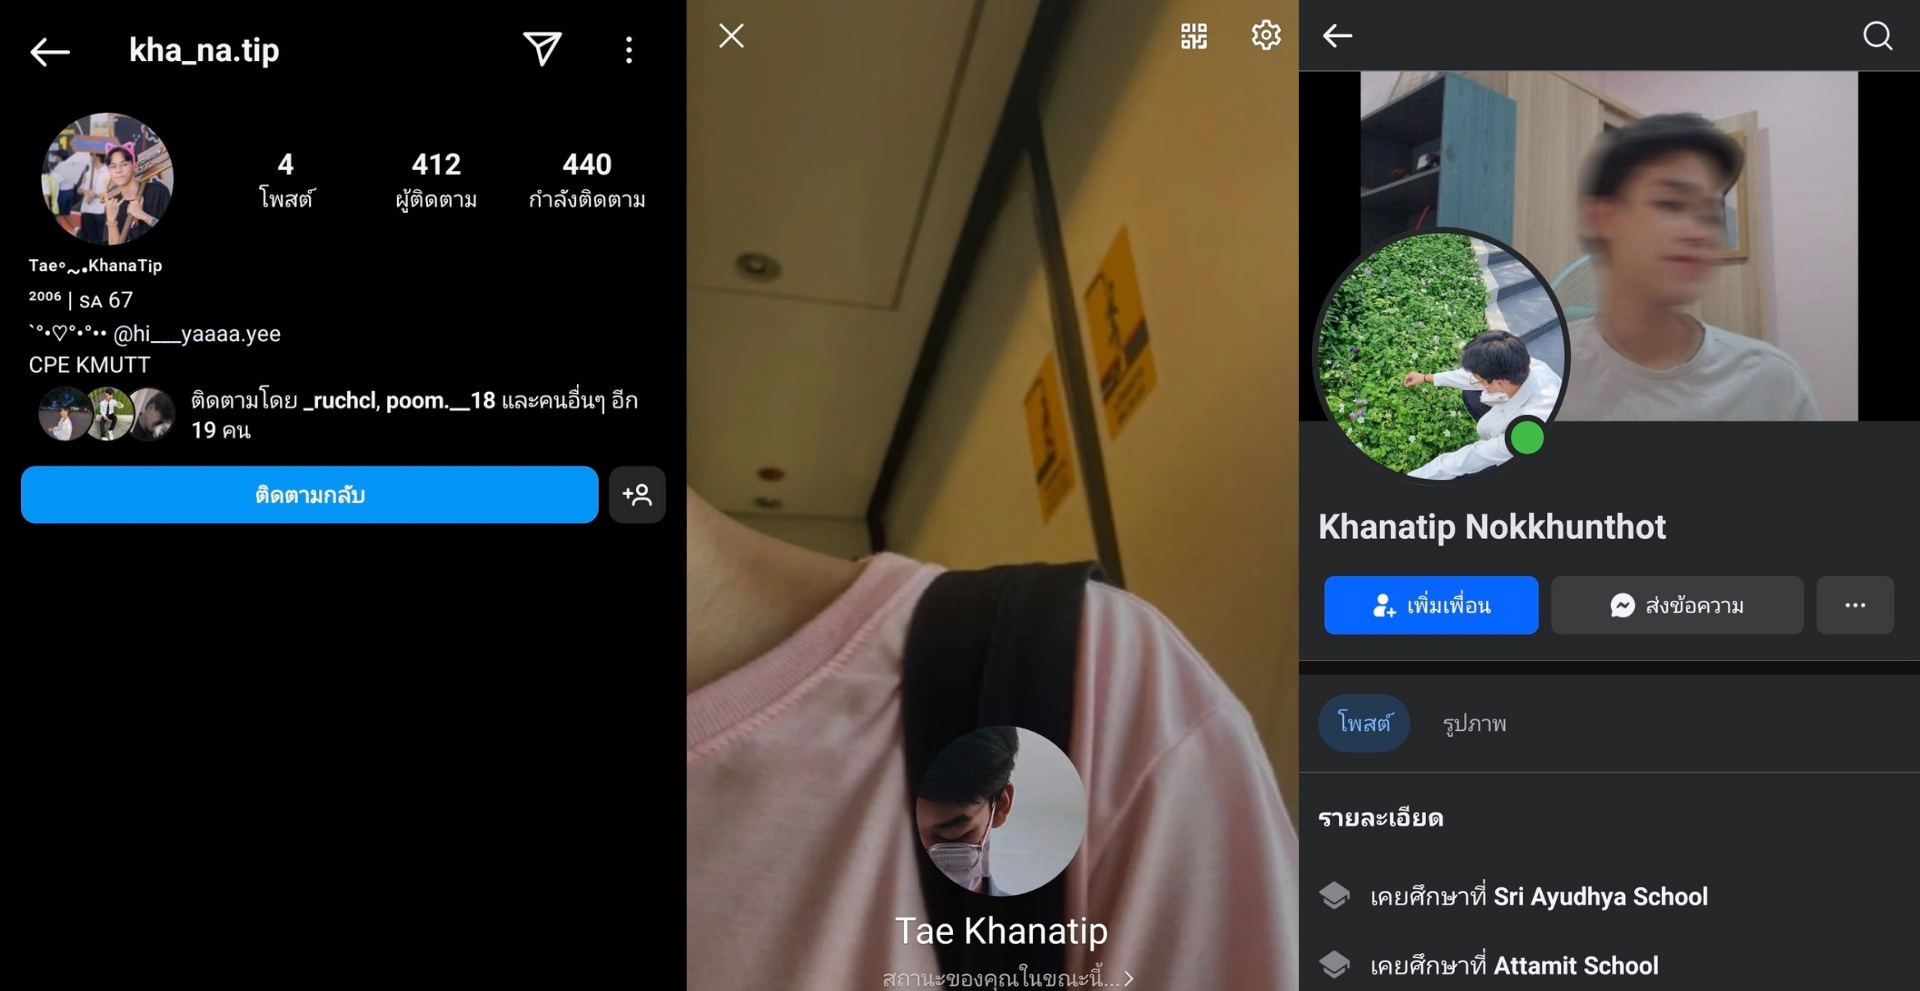 kha_na.tip
4
โพสต์
412
ผู้ติดตาม
440
กำลังติดตาม
Tae∘~•KhanaTip
²⁰⁰⁶ | sᴀ 67
`°•♡°•°•• @hi___yaaaa.yee
CPE KMUTT
ติดตามโดย _ruchcl, poom.__18 และคนอื่นๆ อีก
19 คน
ติดตามกลับ
Tae Khanatip
สถานะของคุณในขณะนี้...
Khanatip Nokkhunthot
เพิ่มเพื่อน
ส่งข้อความ
โพสต์
รูปภาพ
รายละเอียด
เคยศึกษาที่ Sri Ayudhya School
เคยศึกษาที่ Attamit School